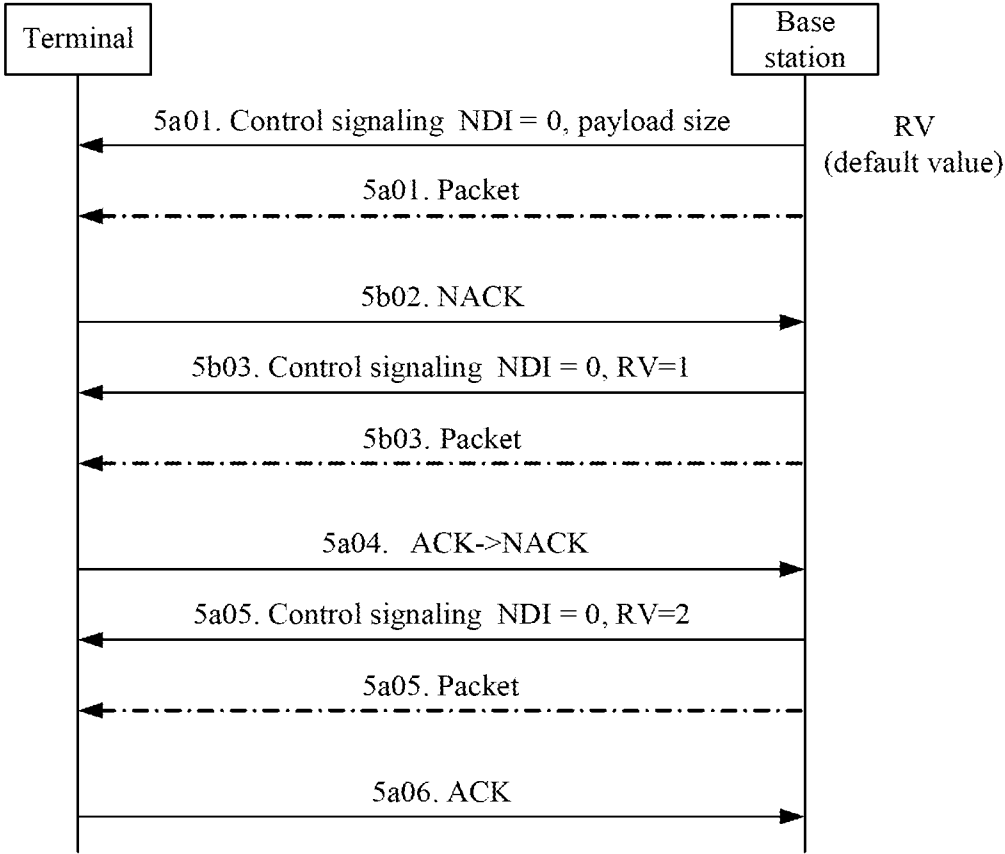 Terminal
Base
station
5a01. Control signaling NDI = 0, payload size
RV
(default value)
5a01. Packet
5b02. NACK
5b03. Control signaling NDI = 0, RV=1
5b03. Packet
5a04. ACK->NACK
5a05. Control signaling NDI = 0, RV=2
5a05. Packet
5a06. ACK